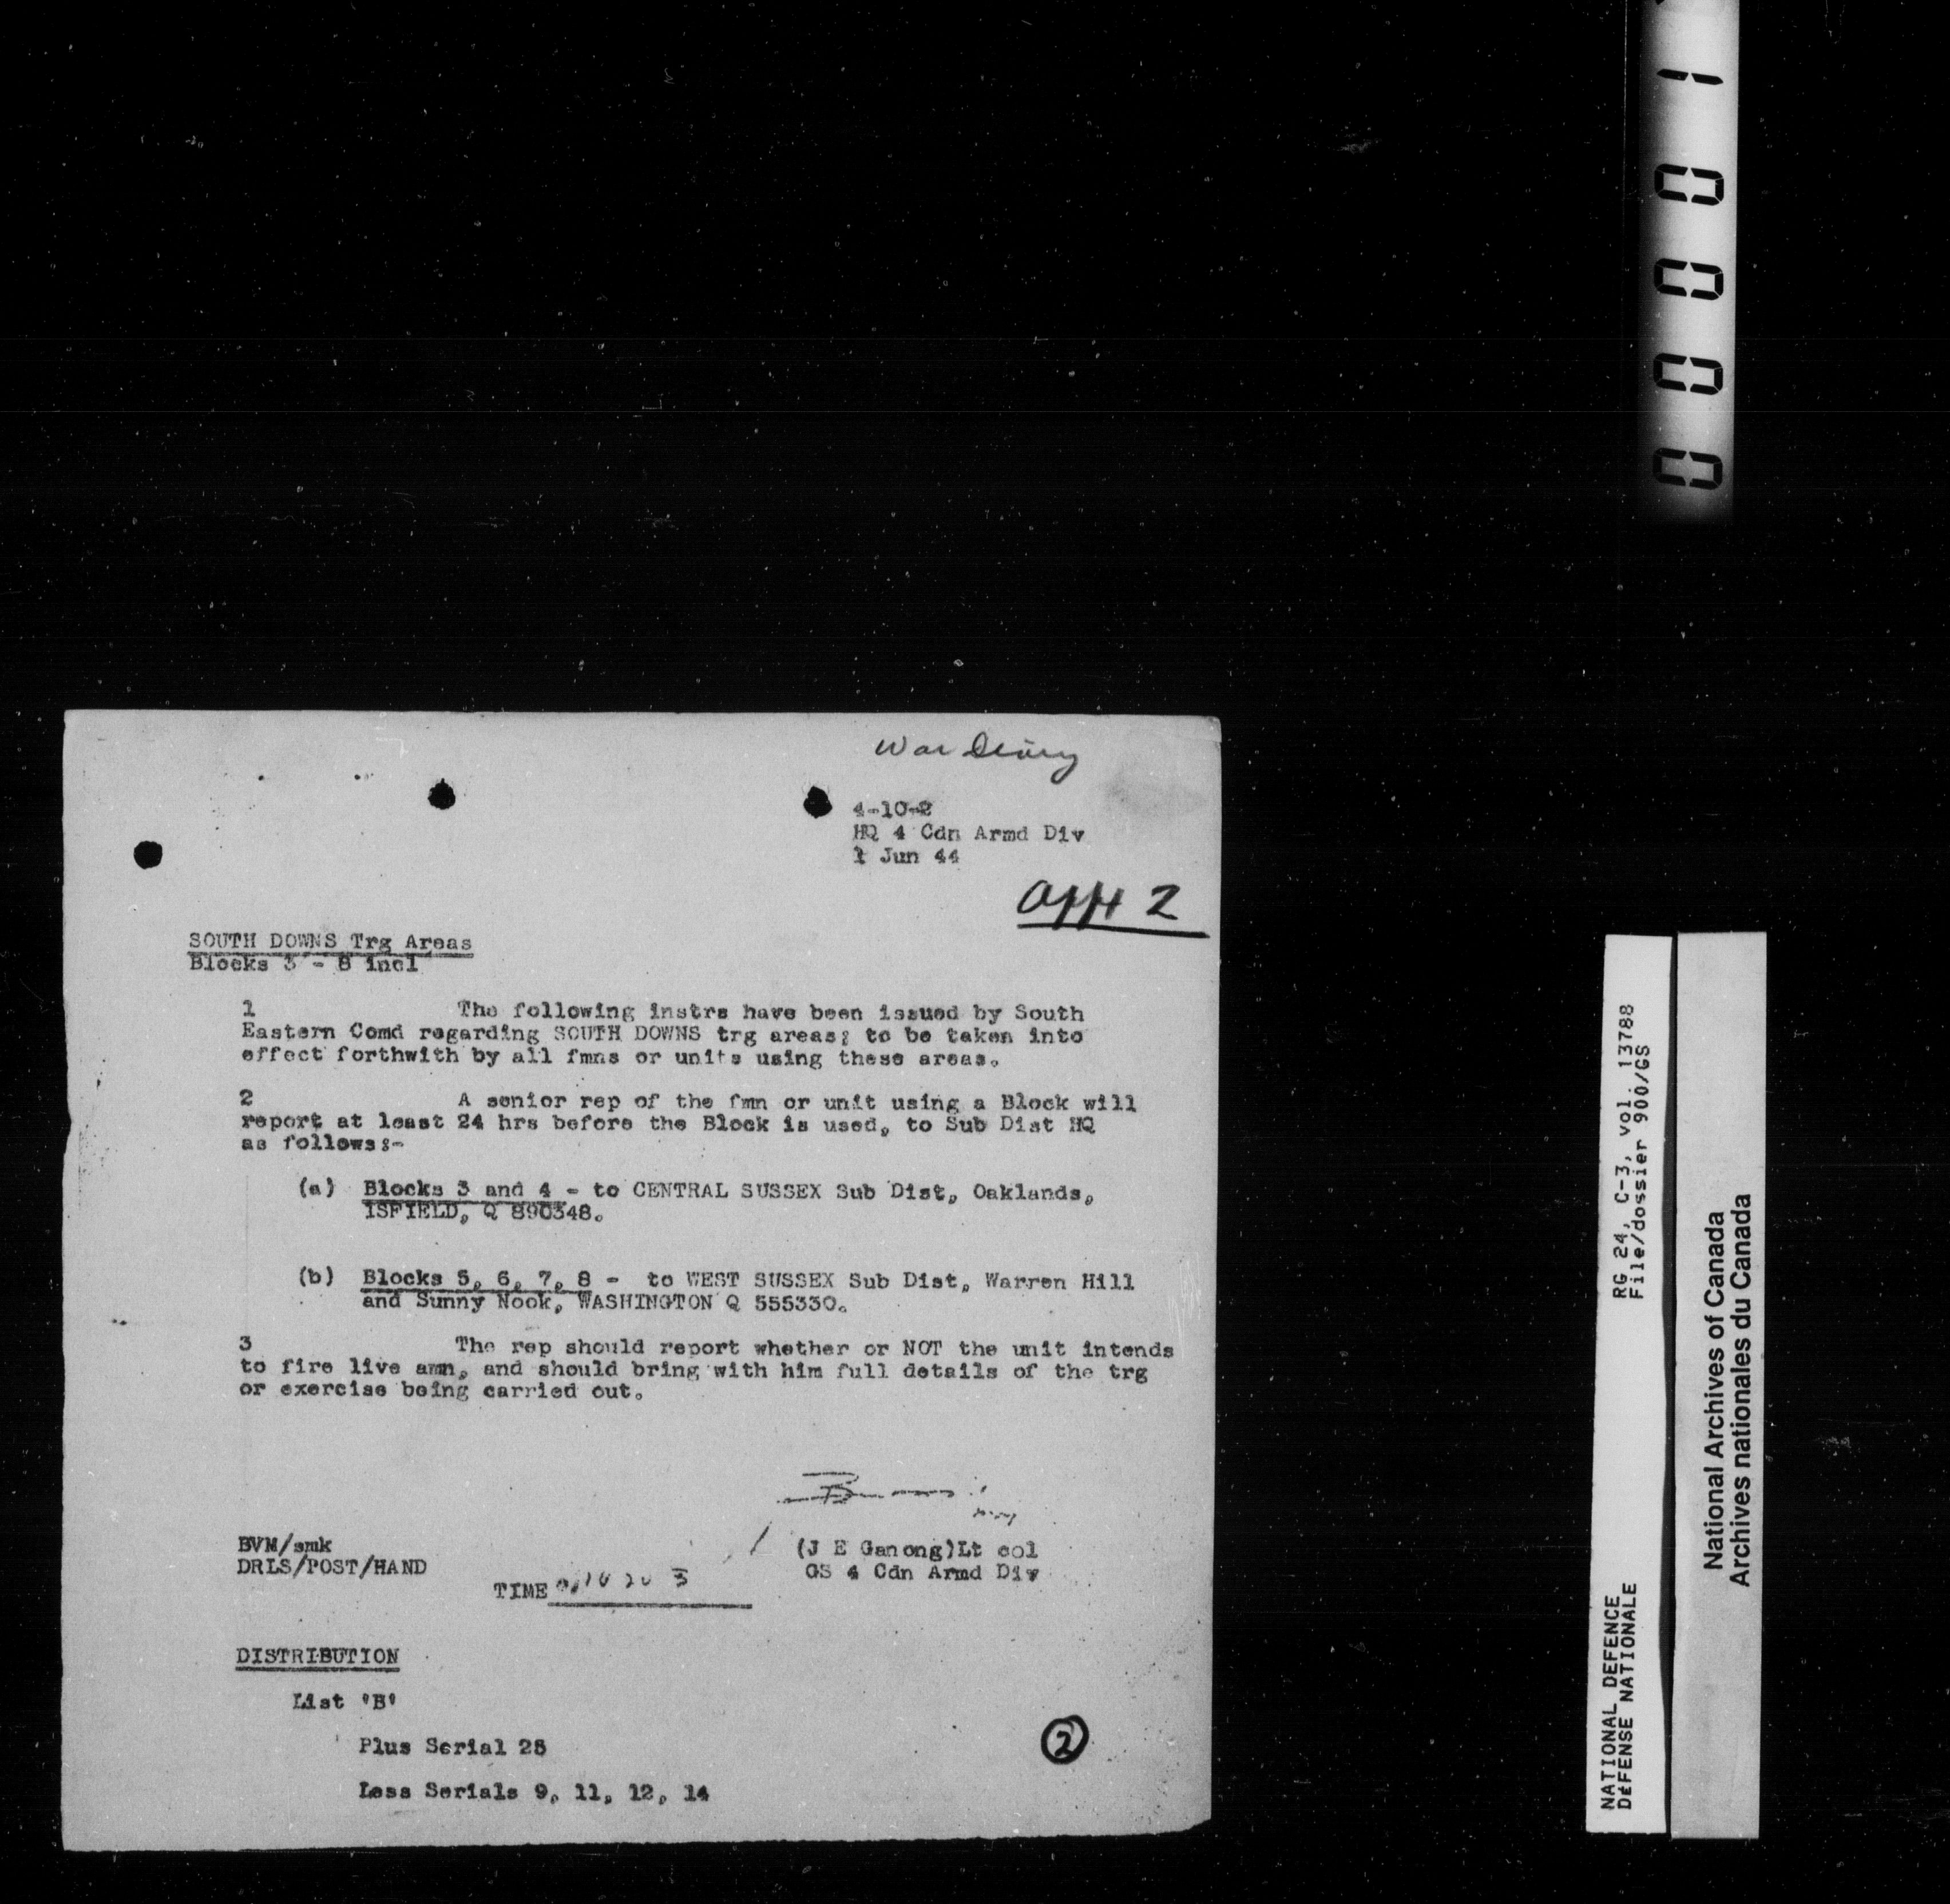 War Diary
4-10-2
HQ 4 Cdn Armd Div
1 Jun 44
APPX 2
SOUTH DOWNS Trg Areas
Blocks 3 - 8 incl
1 The following instrs have been issued by South
Eastern Comd regarding SOUTH DOWNS trg areas; to be taken into
effect forthwith by all fmns or units using these areas.
2 A senior rep of the fmn or unit using a Block will
report at least 24 hrs before the Block is used, to Sub Dist HQ
as follows:-
(a) Blocks 3 and 4 - to CENTRAL SUSSEX Sub Dist, Oaklands,
ISFIELD, Q 890348.
(b) Blocks 5, 6, 7, 8 - to WEST SUSSEX Sub Dist, Warren Hill
and Sunny Nook, WASHINGTON Q 555330.
3 The rep should report whether or NOT the unit intends
to fire live amn, and should bring with him full details of the trg
or exercise being carried out.
(J E Ganong)Lt col
GS 4 Cdn Armd Div
BVM/smk
DRLS/POST/HAND
TIME
DISTRIBUTION
List 'B'
Plus Serial 28
Less Serials 9, 11, 12, 14
2
00001
RG 24, C-3, vol. 13788
File/dossier 900/GS
NATIONAL DEFENCE
DéFENSE NATIONALE
National Archives of Canada
Archives nationales du Canada